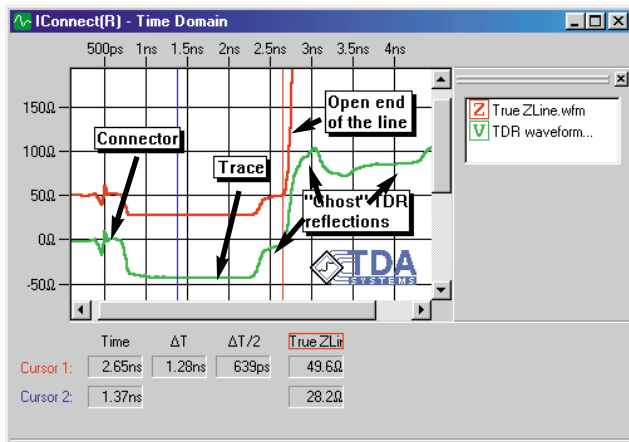 IConnect(R) - Time Domain
500ps 1ns 1.5ns 2ns 2.5ns 3ns 3.5ns 4ns
150Ω
100Ω
50Ω
0Ω
-50Ω
Connector
Trace
Open end
of the line
"Ghost" TDR
reflections
TDA
SYSTEMS
Z True ZLine.wfm
V TDR waveform...
Time ΔT ΔT/2 True ZLin
Cursor 1: 2.65ns 1.28ns 639ps 49.6Ω
Cursor 2: 1.37ns 28.2Ω